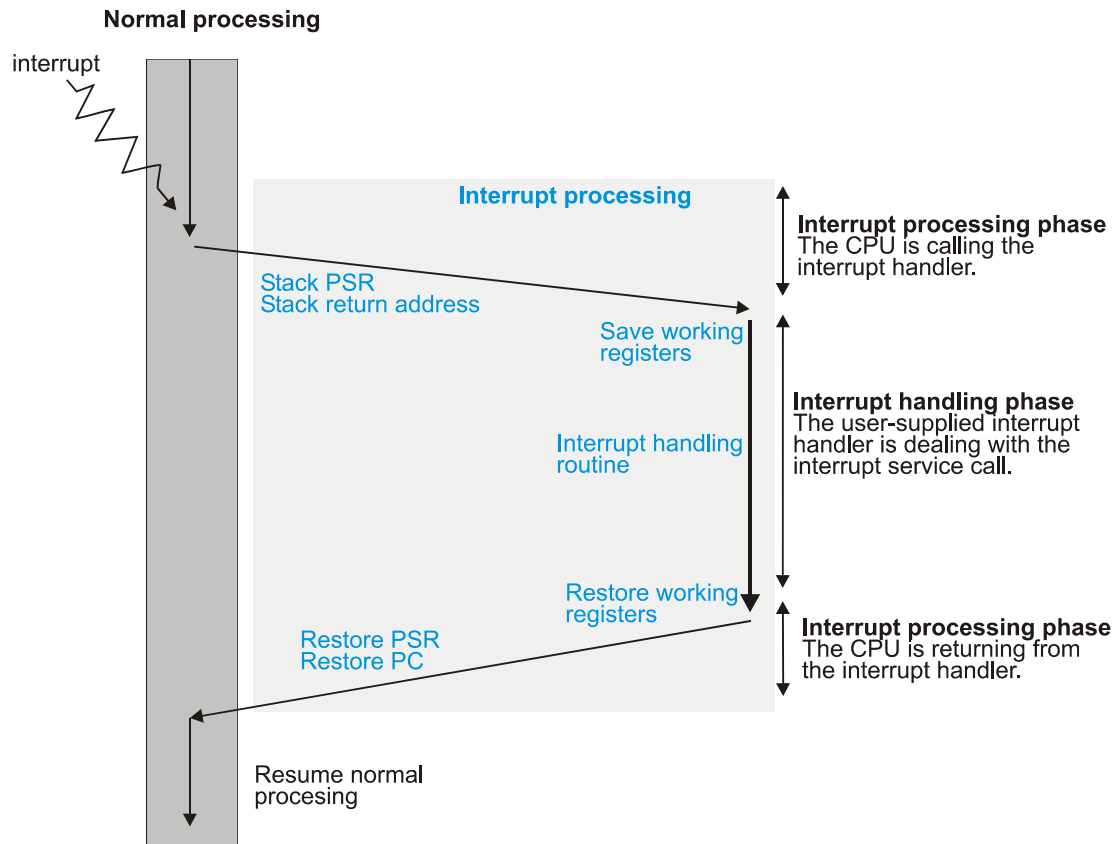 Normal processing
interrupt
Interrupt processing
Interrupt processing phase
The CPU is calling the
interrupt handler.
Stack PSR
Stack return address
Save working
registers
Interrupt handling phase
The user-supplied interrupt
handler is dealing with the
interrupt service call.
Interrupt handling
routine
Restore working
registers
Restore PSR
Restore PC
Interrupt processing phase
The CPU is returning from
the interrupt handler.
Resume normal
procesing